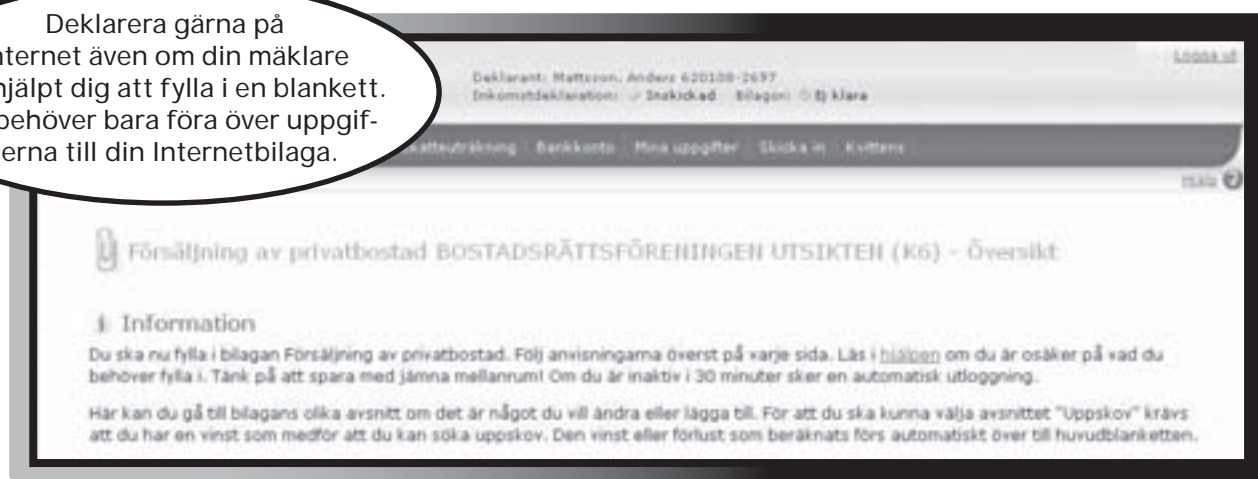 Deklarera gärna på
nternet även om din mäklare
hjälpt dig att fylla i en blankett.
behöver bara föra över uppgif-
erna till din Internetbilaga.
Logga ut
Deklarant: Mattsson, Anders 620108-2697
Inkomstdeklaration: Inskickad Bilagor: Ej klara
katteuträkning Bankkonto Mina uppgifter Skicka in Kvittens
Hjälp ?
Försäljning av privatbostad BOSTADSRÄTTSFÖRENINGEN UTSIKTEN (K6) - Översikt
Information
Du ska nu fylla i bilagan Försäljning av privatbostad. Följ anvisningarna överst på varje sida. Läs i hjälpen om du är osäker på vad du
behöver fylla i. Tänk på att spara med jämna mellanrum! Om du är inaktiv i 30 minuter sker en automatisk utloggning.
Här kan du gå till bilagans olika avsnitt om det är något du vill ändra eller lägga till. För att du ska kunna välja avsnittet "Uppskov" krävs
att du har en vinst som medför att du kan söka uppskov. Den vinst eller förlust som beräknats förs automatiskt över till huvudblanketten.